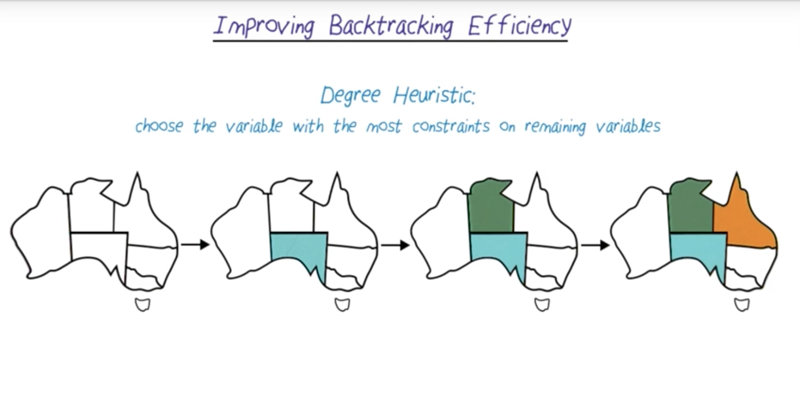 Improving Backtracking Efficiency
Degree Heuristic:
choose the variable with the most constraints on remaining variables